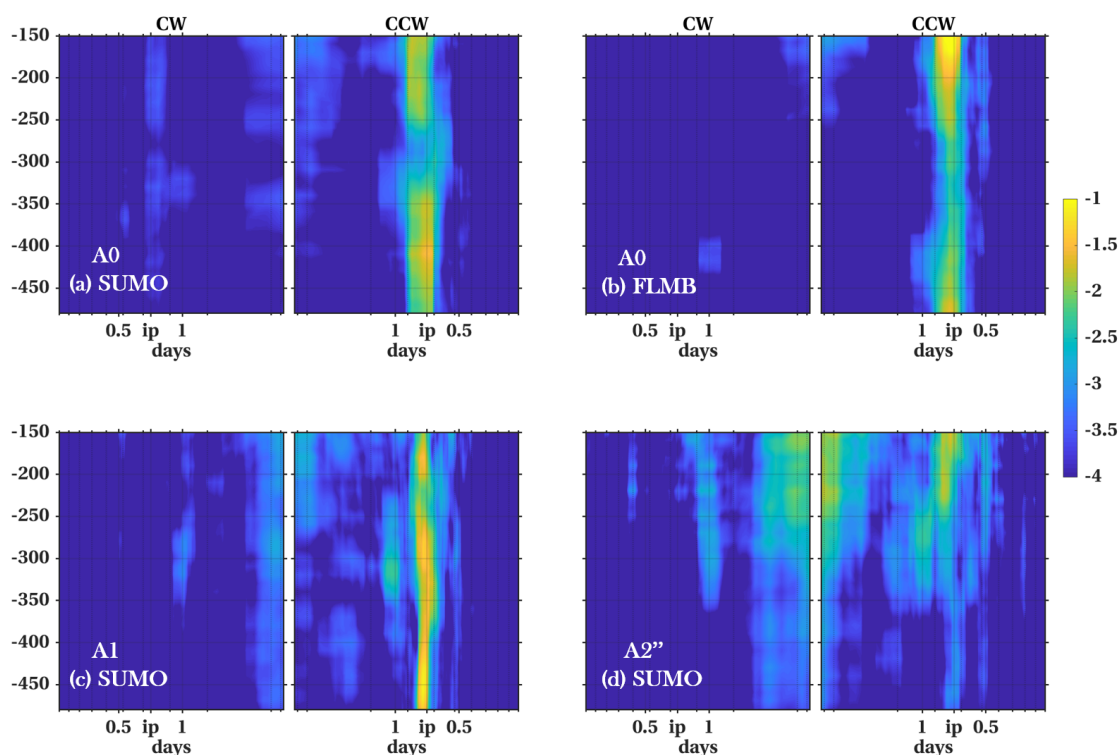 CW CCW CW CCW
-150
-200
-250
-300
-350
-400
-450
A0
(a) SUMO
A0
(b) FLMB
0.5 ip 1
days
1 ip 0.5
days
0.5 ip 1
days
1 ip 0.5
days
-1
-1.5
-2
-2.5
-3
-3.5
-4
-150
-200
-250
-300
-350
-400
-450
A1
(c) SUMO
A2”
(d) SUMO
0.5 ip 1
days
1 ip 0.5
days
0.5 ip 1
days
1 ip 0.5
days